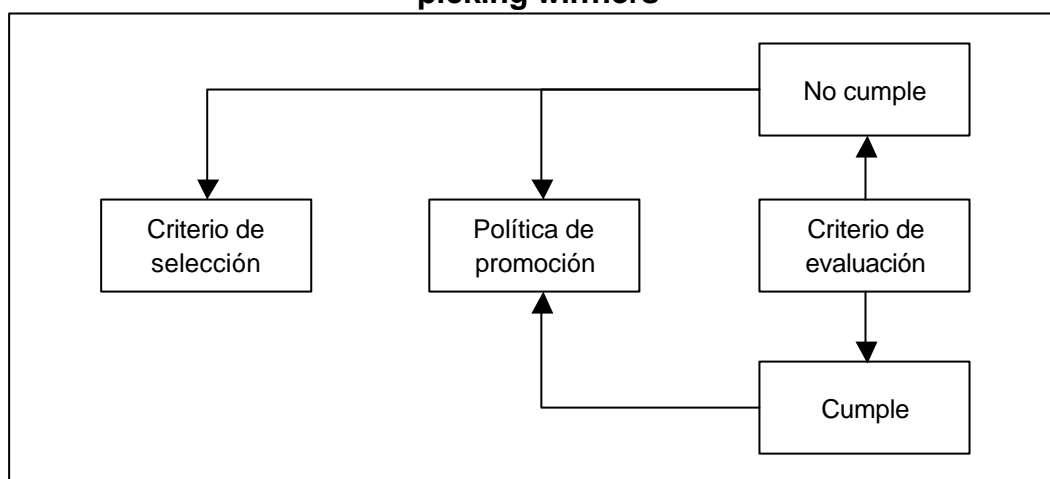 picking winners
No cumple
Criterio de
selección
Política de
promoción
Criterio de
evaluación
Cumple